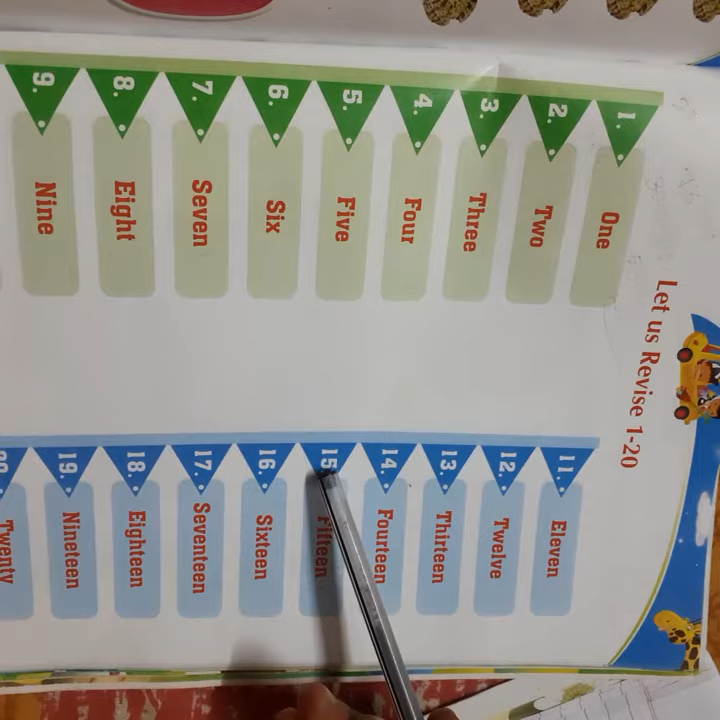 Let us Revise 1-20
1. One
2. Two
3. Three
4. Four
5. Five
6. Six
7. Seven
8. Eight
9. Nine
11. Eleven
12. Twelve
13. Thirteen
14. Fourteen
15 Fifteen
16. Sixteen
17. Seventeen
18. Eighteen
19. Nineteen
20. Twenty